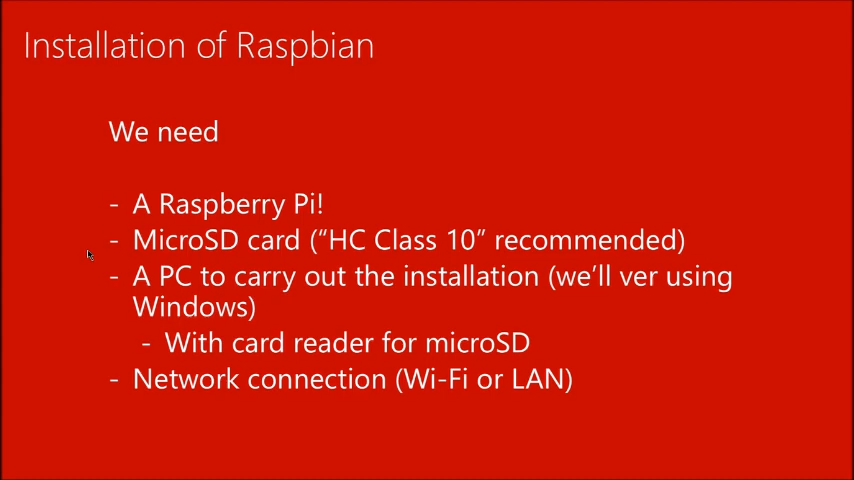 Installation of Raspbian
We need
- A Raspberry Pi!
- MicroSD card (“HC Class 10” recommended)
- A PC to carry out the installation (we’ll ver using
Windows)
- With card reader for microSD
- Network connection (Wi-Fi or LAN)